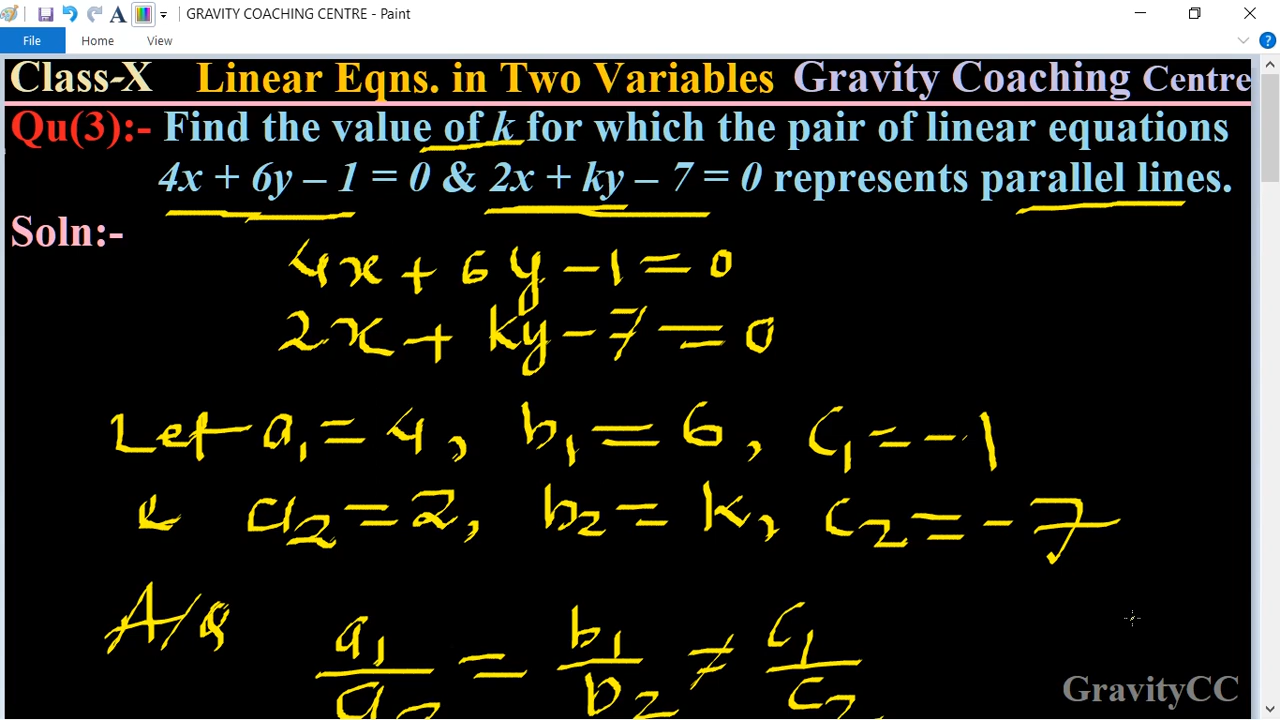 GRAVITY COACHING CENTRE - Paint
File Home View
Class-X Linear Eqns. in Two Variables Gravity Coaching Centre
Qu(3):- Find the value of k for which the pair of linear equations
4x + 6y – 1 = 0 & 2x + ky – 7 = 0 represents parallel lines.
Soln:-
4x + 6y - 1 = 0
2x + ky - 7 = 0
Let a₁ = 4, b₁ = 6, c₁ = -1
& a₂ = 2, b₂ = k, c₂ = -7
A/Q a₁/a₂ = b₁/b₂ ≠ c₁/c₂
GravityCC